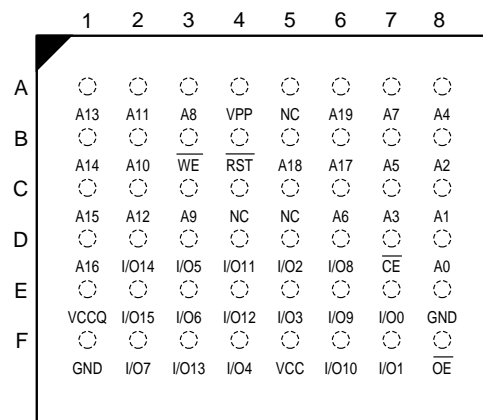 1 2 3 4 5 6 7 8
A
A13 A11 A8 VPP NC A19 A7 A4
B
A14 A10 WE RST A18 A17 A5 A2
C
A15 A12 A9 NC NC A6 A3 A1
D
A16 I/O14 I/O5 I/O11 I/O2 I/O8 CE A0
E
VCCQ I/O15 I/O6 I/O12 I/O3 I/O9 I/O0 GND
F
GND I/O7 I/O13 I/O4 VCC I/O10 I/O1 OE